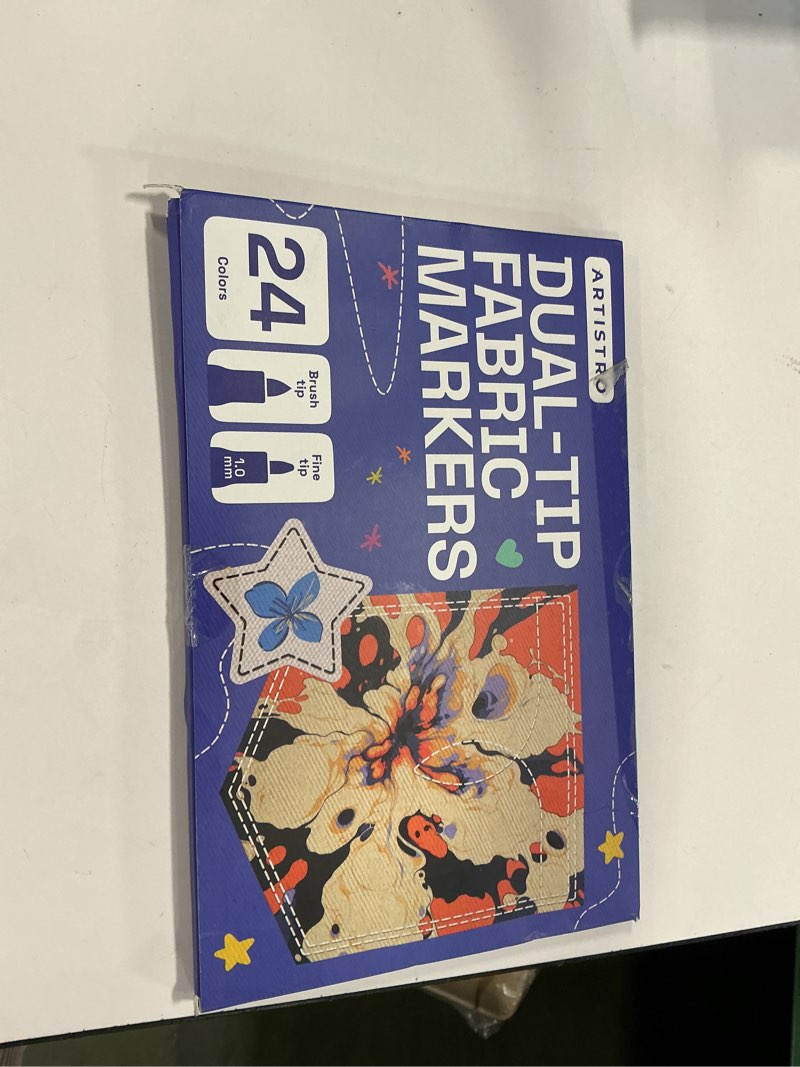 ARTISTRO
DUAL-TIP
FABRIC
MARKERS
24
Colors
Brush
tip
Fine
tip
1.0
mm